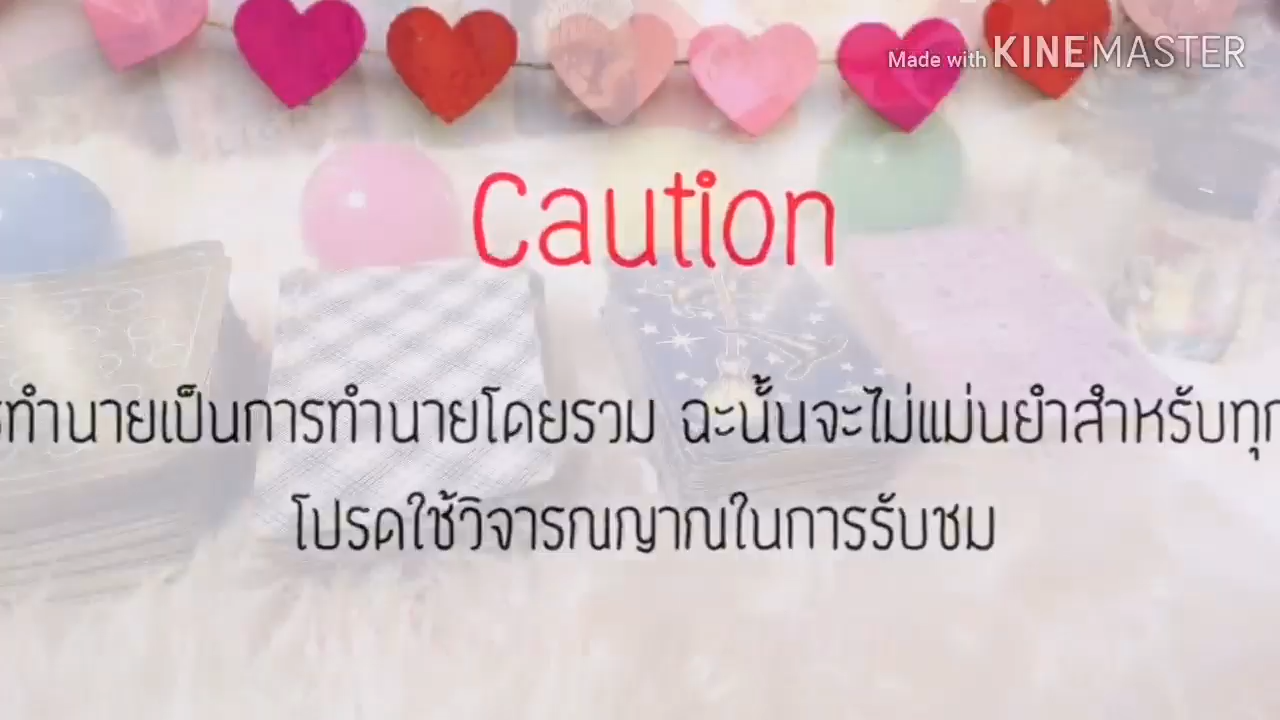 Made with KINEMASTER
Caution
ทำนายเป็นการทำนายโดยรวม ฉะนั้นจะไม่แม่นยำสำหรับ
โปรดใช้วิจารณญาณในการรับชม